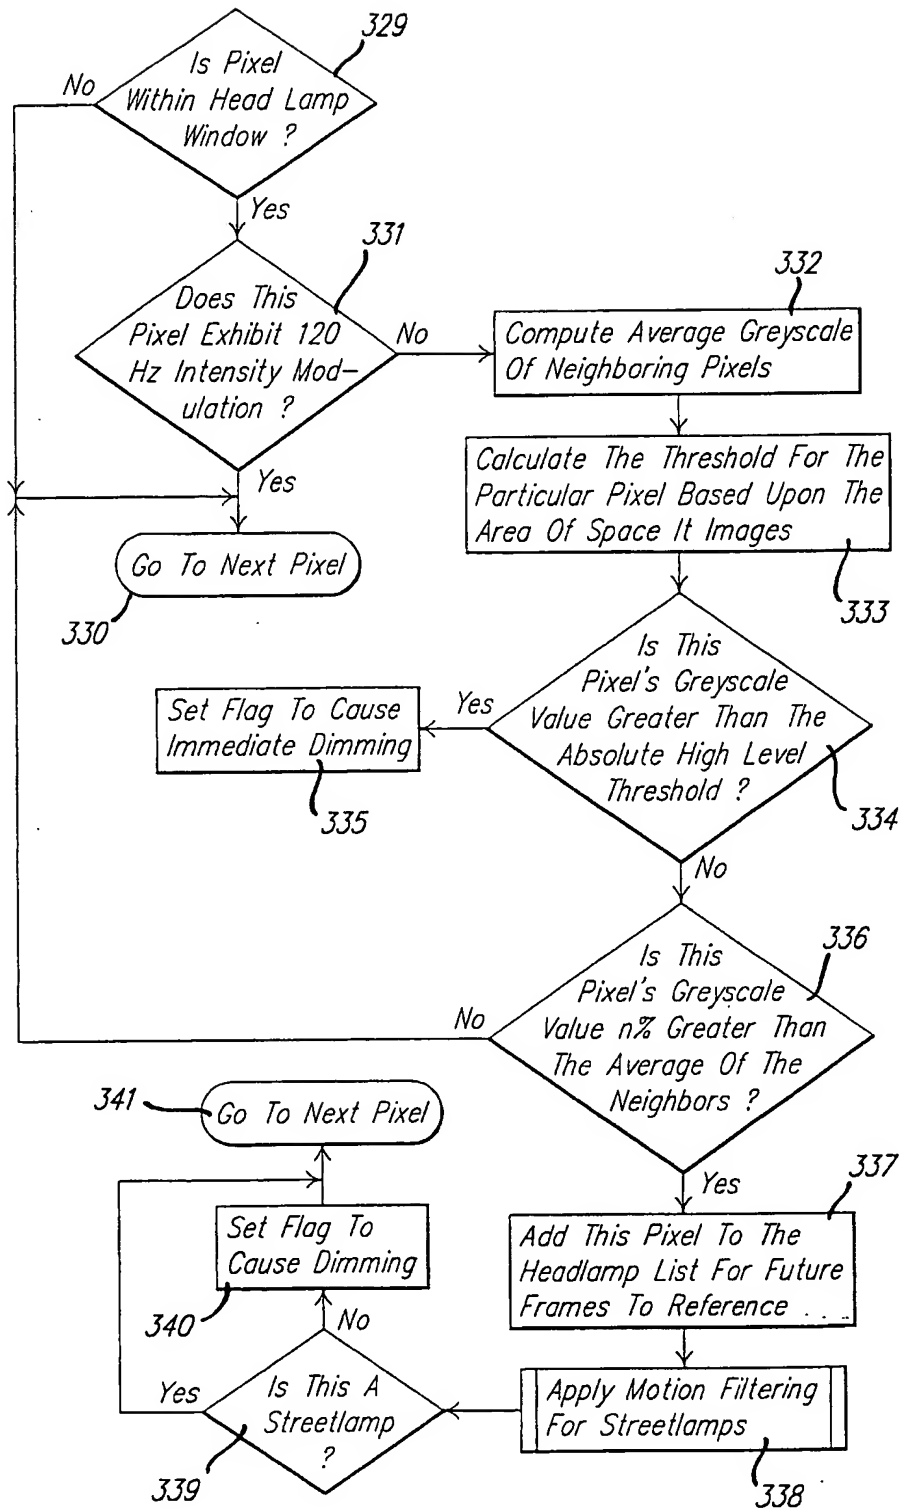 329
Is Pixel
Within Head Lamp
Window ?
No
Yes
331
Does This
Pixel Exhibit 120
Hz Intensity Mod-
ulation ?
No
Yes
332
Compute Average Greyscale
Of Neighboring Pixels
Calculate The Threshold For The
Particular Pixel Based Upon The
Area Of Space It Images
333
Go To Next Pixel
330
Is This
Pixel's Greyscale
Value Greater Than The
Absolute High Level
Threshold ?
334
Yes
Set Flag To Cause
Immediate Dimming
335
No
Is This
Pixel's Greyscale
Value n% Greater Than
The Average Of The
Neighbors ?
336
No
Yes
337
Add This Pixel To The
Headlamp List For Future
Frames To Reference
Apply Motion Filtering
For Streetlamps
338
Is This A
Streetlamp
?
339
Yes
No
Set Flag To
Cause Dimming
340
341
Go To Next Pixel